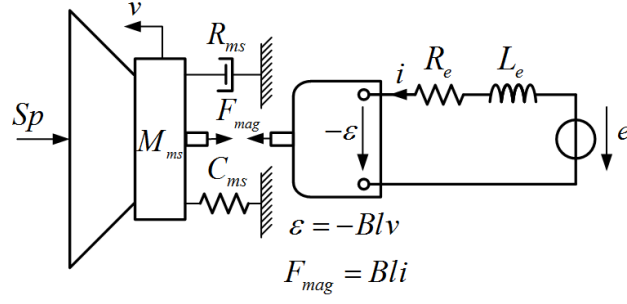 v
R_ms
Sp
M_ms
F_mag
C_ms
i
R_e
L_e
-ε
e
ε = -Blv
F_mag = Bli